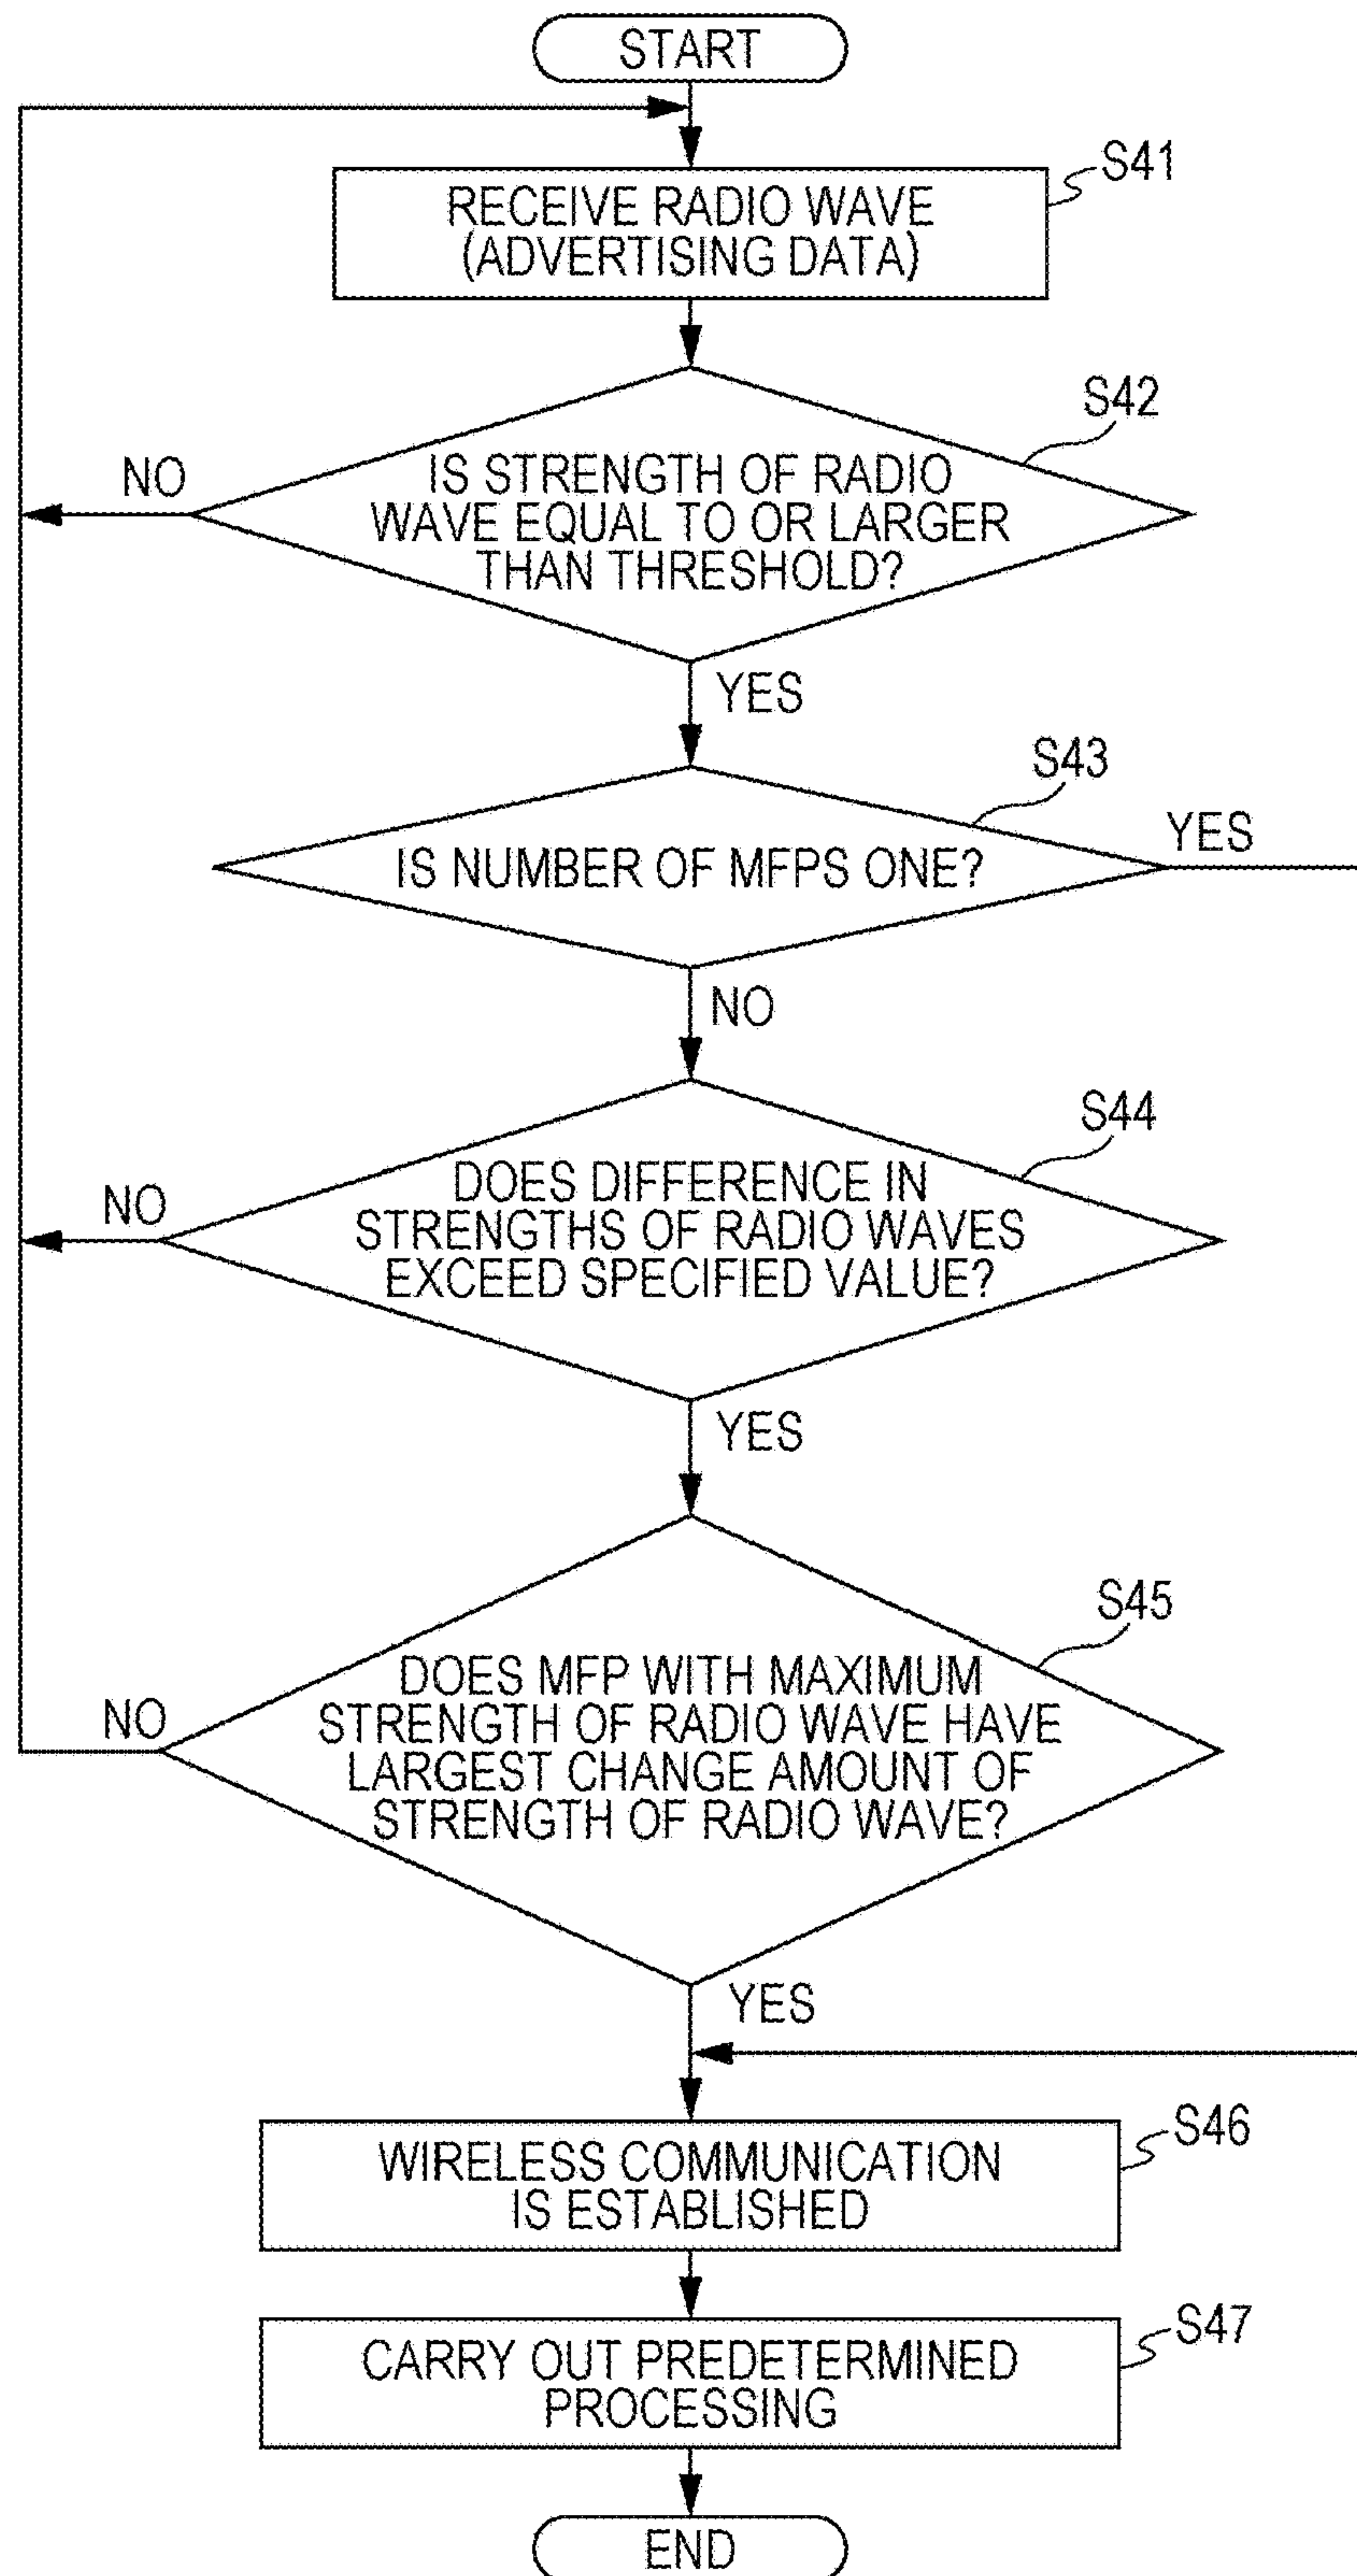 START
S41
RECEIVE RADIO WAVE
(ADVERTISING DATA)
S42
NO
IS STRENGTH OF RADIO
WAVE EQUAL TO OR LARGER
THAN THRESHOLD?
YES
S43
YES
IS NUMBER OF MFPS ONE?
NO
S44
NO
DOES DIFFERENCE IN
STRENGTHS OF RADIO WAVES
EXCEED SPECIFIED VALUE?
YES
S45
NO
DOES MFP WITH MAXIMUM
STRENGTH OF RADIO WAVE HAVE
LARGEST CHANGE AMOUNT OF
STRENGTH OF RADIO WAVE?
YES
S46
WIRELESS COMMUNICATION
IS ESTABLISHED
S47
CARRY OUT PREDETERMINED
PROCESSING
END